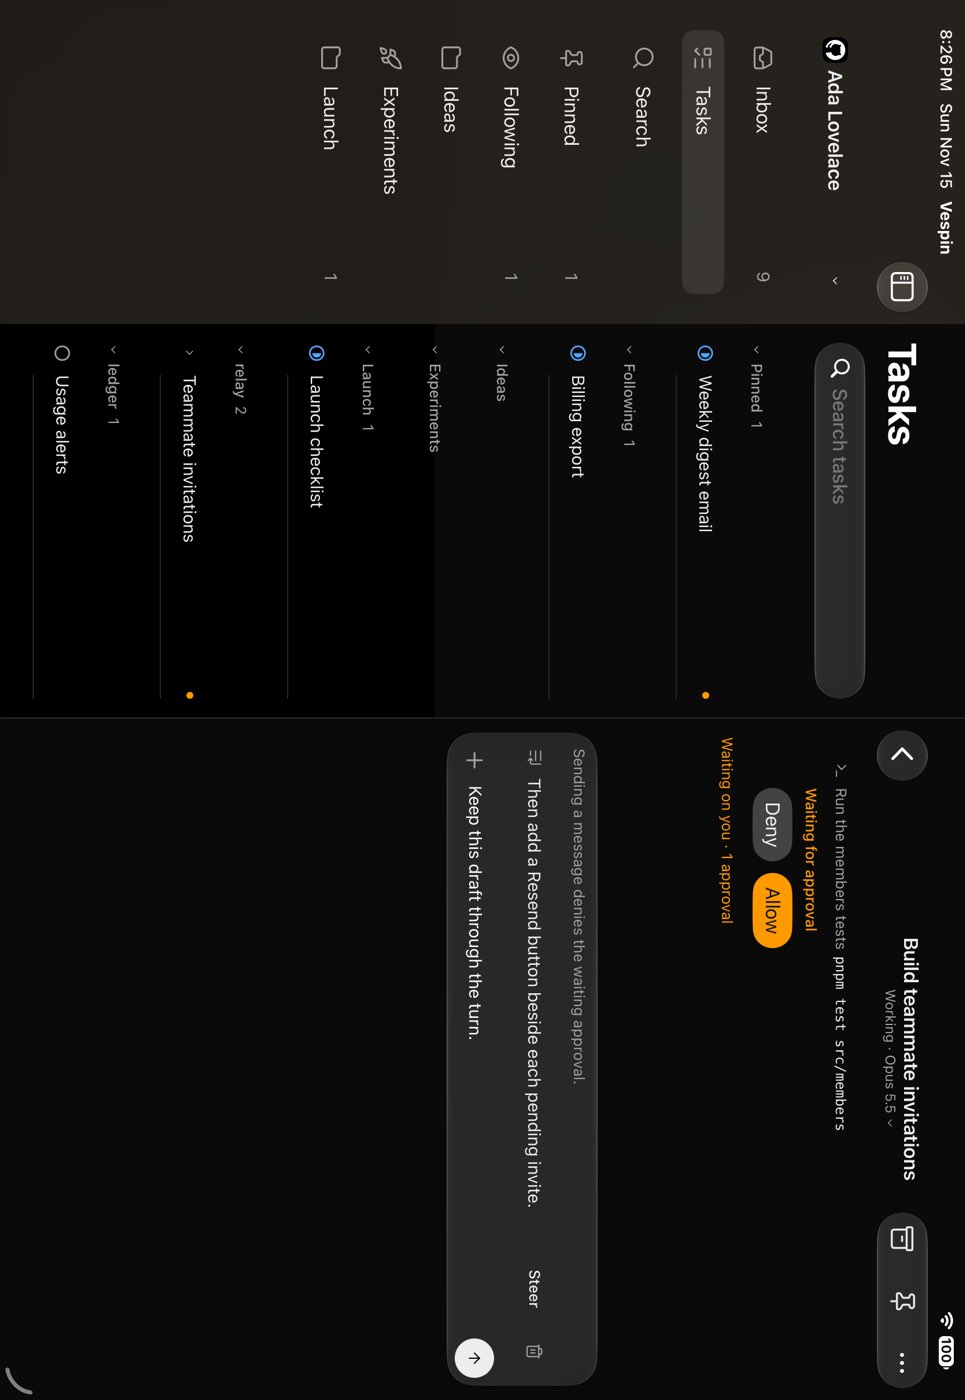 8:26 PM Sun Nov 15 Vespin
100
Ada Lovelace
Inbox 9
Tasks
Search
Pinned 1
Following 1
Ideas
Experiments
Launch 1
Tasks
Search tasks
Pinned 1
Weekly digest email
Following 1
Billing export
Ideas
Experiments
Launch 1
Launch checklist
relay 2
Teammate invitations
ledger 1
Usage alerts
Build teammate invitations
Working · Opus 5.5
Run the members tests pnpm test src/members
Waiting for approval
Deny Allow
Waiting on you · 1 approval
Sending a message denies the waiting approval.
Then add a Resend button beside each pending invite. Steer
Keep this draft through the turn.